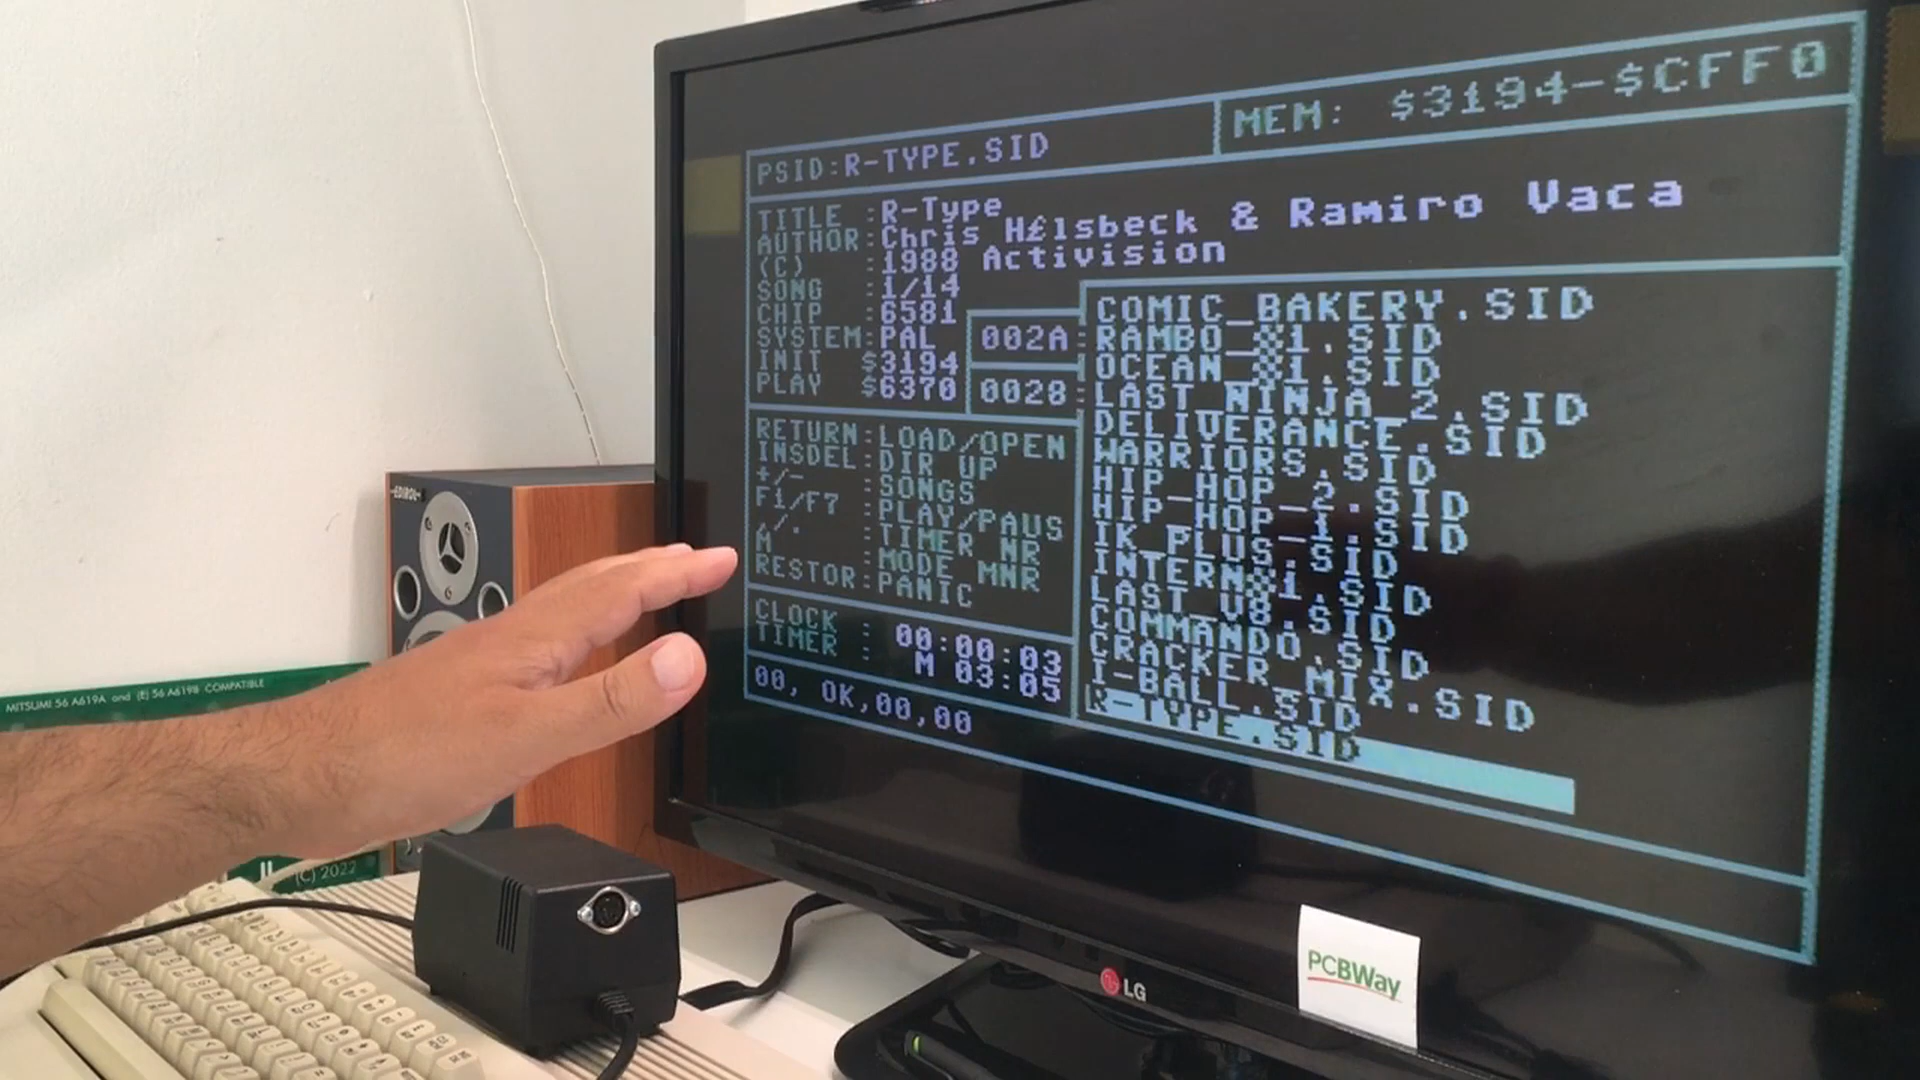 PSID:R-TYPE.SID
MEM: $3194-$CFF0
TITLE :R-Type
AUTHOR:Chris H£lsbeck & Ramiro Vaca
(C) :1988 Activision
SONG :1/14
CHIP :6581
SYSTEM:PAL
INIT $3194
PLAY $6370
002A
0028
RETURN:LOAD/OPEN
INSDEL:DIR UP
+/- :SONGS
F1/F7 :PLAY/PAUS
:TIMER NR
M :MODE MNR
RESTOR:PANIC
CLOCK : 00:00:03
TIMER : M 03:05
00, OK,00,00
COMIC_BAKERY.SID
RAMBO_▒1.SID
OCEAN_▒1.SID
LAST_NINJA_2.SID
DELIVERANCE.SID
WARRIORS.SID
HIP-HOP_2.SID
HIP-HOP_1.SID
IK_PLUS.SID
INTERN▒1.SID
LAST_V8.SID
COMMANDO.SID
CRACKER_MIX.SID
I-BALL.SID
R-TYPE.SID
EDIROL
MITSUMI 56 A619A and (E) 56 A619B COMPATIBLE
(C) 2022
LG
PCBWay